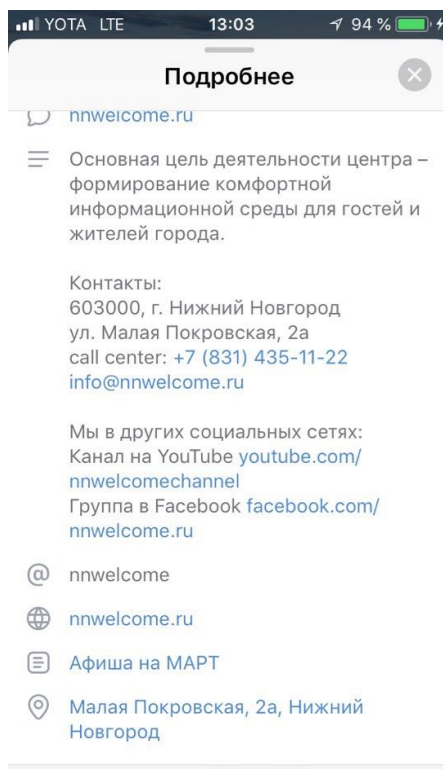 YOTA LTE 13:03 94 %
Подробнее
nnwelcome.ru
Основная цель деятельности центра –
формирование комфортной
информационной среды для гостей и
жителей города.
Контакты:
603000, г. Нижний Новгород
ул. Малая Покровская, 2а
call center: +7 (831) 435-11-22
info@nnwelcome.ru
Мы в других социальных сетях:
Канал на YouTube youtube.com/
nnwelcomechannel
Группа в Facebook facebook.com/
nnwelcome.ru
@ nnwelcome
nnwelcome.ru
Афиша на МАРТ
Малая Покровская, 2а, Нижний
Новгород